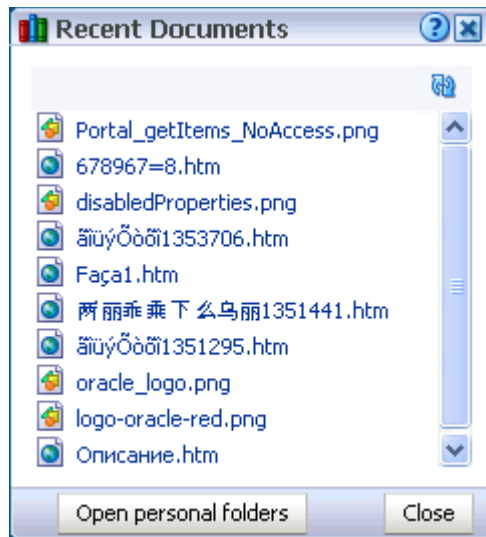 Recent Documents
Portal_getItems_NoAccess.png
678967=8.htm
disabledProperties.png
ãîüýÕòõî1353706.htm
Faça1.htm
两丽乖乘下么乌丽1351441.htm
ãîüýÕòõî1351295.htm
oracle_logo.png
logo-oracle-red.png
Описание.htm
Open personal folders Close